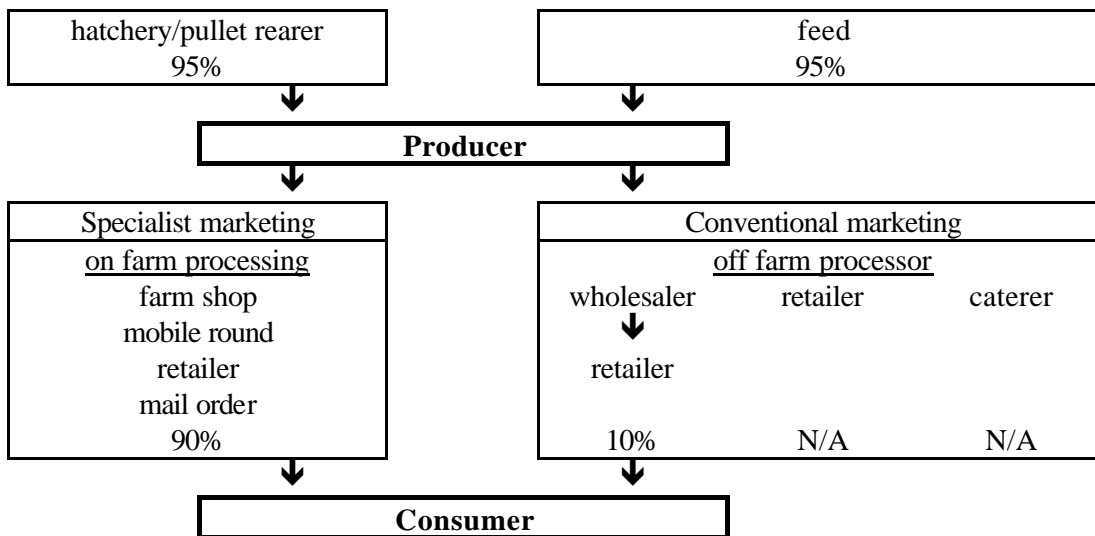 hatchery/pullet rearer
95%
feed
95%
Producer
Specialist marketing
on farm processing
farm shop
mobile round
retailer
mail order
90%
Conventional marketing
off farm processor
wholesaler retailer caterer
retailer
10% N/A N/A
Consumer